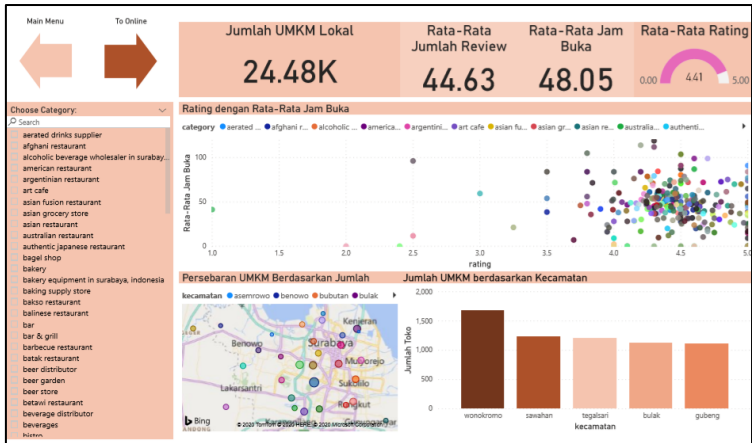 Main Menu
To Online
Jumlah UMKM Lokal
24.48K
Rata-Rata
Jumlah Review
44.63
Rata-Rata Jam
Buka
48.05
Rata-Rata Rating
0.00
4.41
5.00
Choose Category:
Search
aerated drinks supplier
afghani restaurant
alcoholic beverage wholesaler in surabay...
american restaurant
argentinian restaurant
art cafe
asian fusion restaurant
asian grocery store
asian restaurant
australian restaurant
authentic japanese restaurant
bagel shop
bakery
bakery equipment in surabaya, indonesia
baking supply store
bakso restaurant
balinese restaurant
bar
bar & grill
barbecue restaurant
batak restaurant
beer distributor
beer garden
beer store
betawi restaurant
beverage distributor
beverages
bistro
Rating dengan Rata-Rata Jam Buka
category aerated ... afghani r... alcoholic ... america... argentini... art cafe asian fu... asian gr... asian re... australia... authenti...
Rata-Rata Jam Buka
100
50
0
1.0 1.5 2.0 2.5 3.0 3.5 4.0 4.5 5.0
rating
Persebaran UMKM Berdasarkan Jumlah
kecamatan asemrowo benowo bubutan bulak
Kenjeran
Benowo
Surabaya
Mulyorejo
Lakarsantri
Sukolilo
Rungkut
Bing
Jumlah UMKM berdasarkan Kecamatan
Jumlah Toko
2,000
1,500
1,000
500
0
wonokromo sawahan tegalsari bulak gubeng
kecamatan